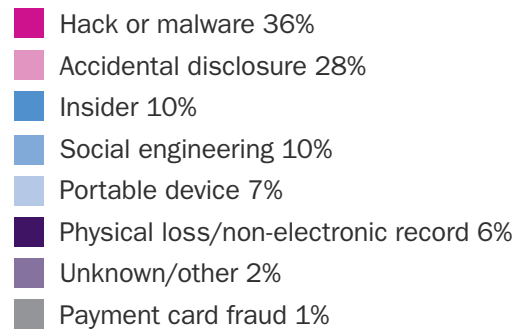 Hack or malware 36%
Accidental disclosure 28%
Insider 10%
Social engineering 10%
Portable device 7%
Physical loss/non-electronic record 6%
Unknown/other 2%
Payment card fraud 1%